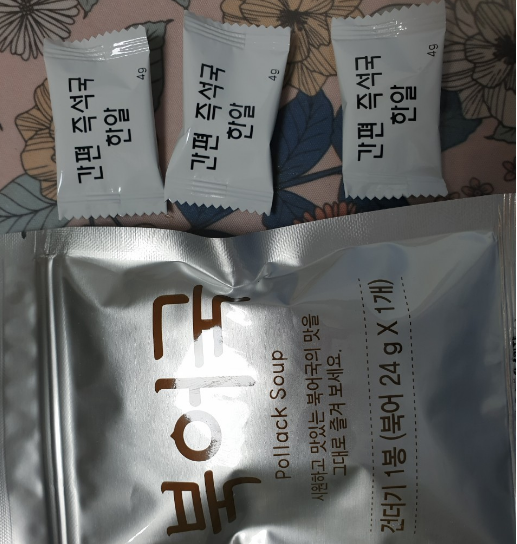 간편 즉석국
한알
4g
간편 즉석국
한알
4g
간편 즉석국
한알
4g
북어국
Pollack Soup
시원하고 맛있는 북어국의 맛을
그대로 즐겨 보세요.
건더기 1봉 (북어 24 g X 1개)